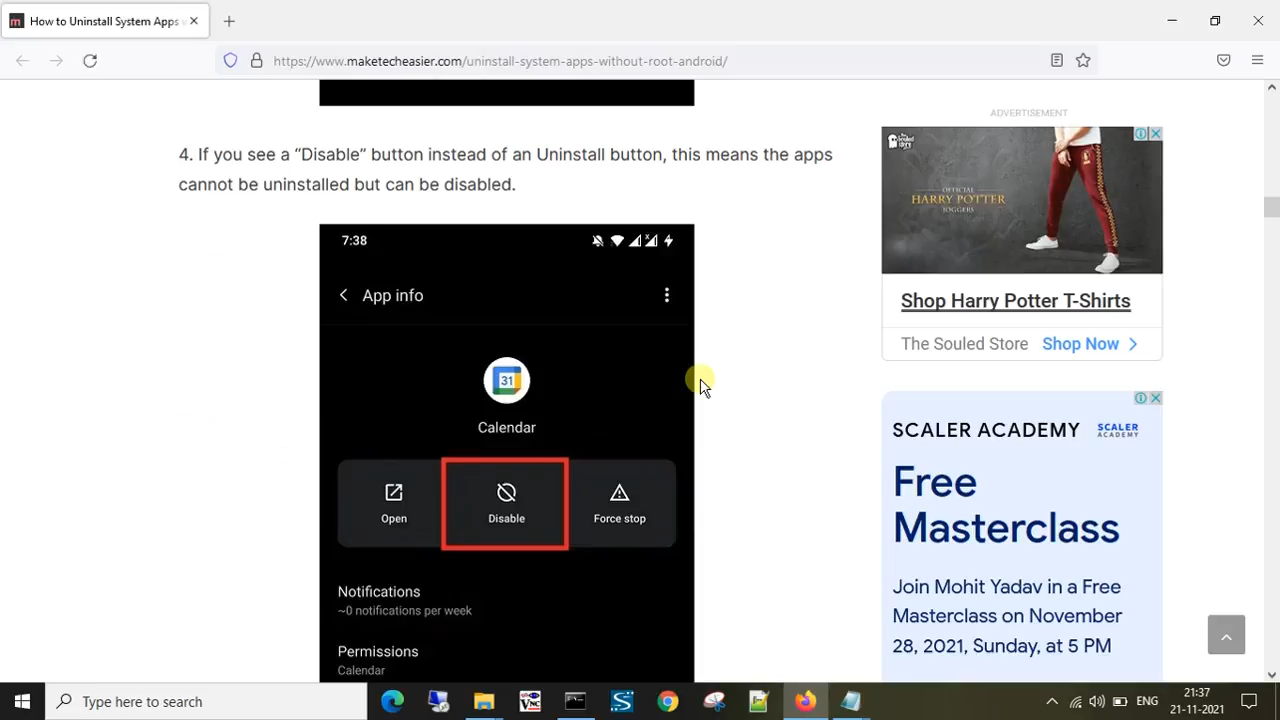 How to Uninstall System Apps
https://www.maketecheasier.com/uninstall-system-apps-without-root-android/
4. If you see a “Disable” button instead of an Uninstall button, this means the apps
cannot be uninstalled but can be disabled.
7:38
App info
31
Calendar
Open
Disable
Force stop
Notifications
~0 notifications per week
Permissions
Calendar
ADVERTISEMENT
OFFICIAL
HARRY POTTER
JOGGERS
Shop Harry Potter T-Shirts
The Souled Store
Shop Now
SCALER ACADEMY
SCALER
ACADEMY
Free
Masterclass
Join Mohit Yadav in a Free
Masterclass on November
28, 2021, Sunday, at 5 PM
Type here to search
ENG
21:37
21-11-2021